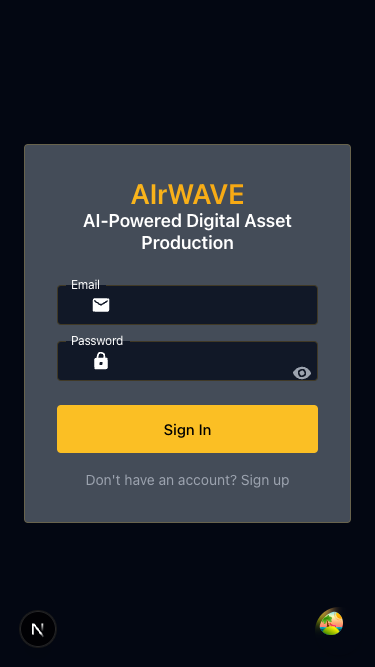 AIrWAVE
AI-Powered Digital Asset
Production
Email
Password
Sign In
Don't have an account? Sign up
N